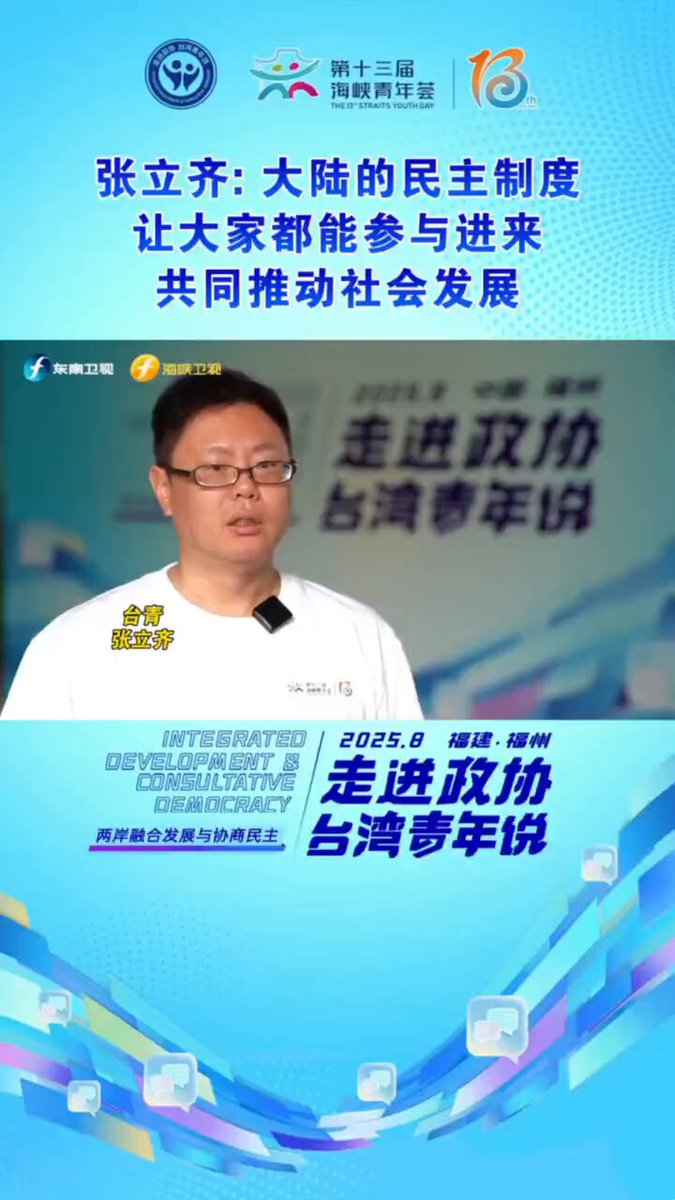 第十三届
海峡青年荟
THE 13TH STRAITS YOUTH DAY
13th
张立齐: 大陆的民主制度
让大家都能参与进来
共同推动社会发展
东南卫视
海峡卫视
2025.8 中国·福州
走进政协
台湾青年说
台青
张立齐
INTEGRATED
DEVELOPMENT &
CONSULTATIVE
DEMOCRACY
两岸融合发展与协商民主
2025.8 福建·福州
走进政协
台湾青年说